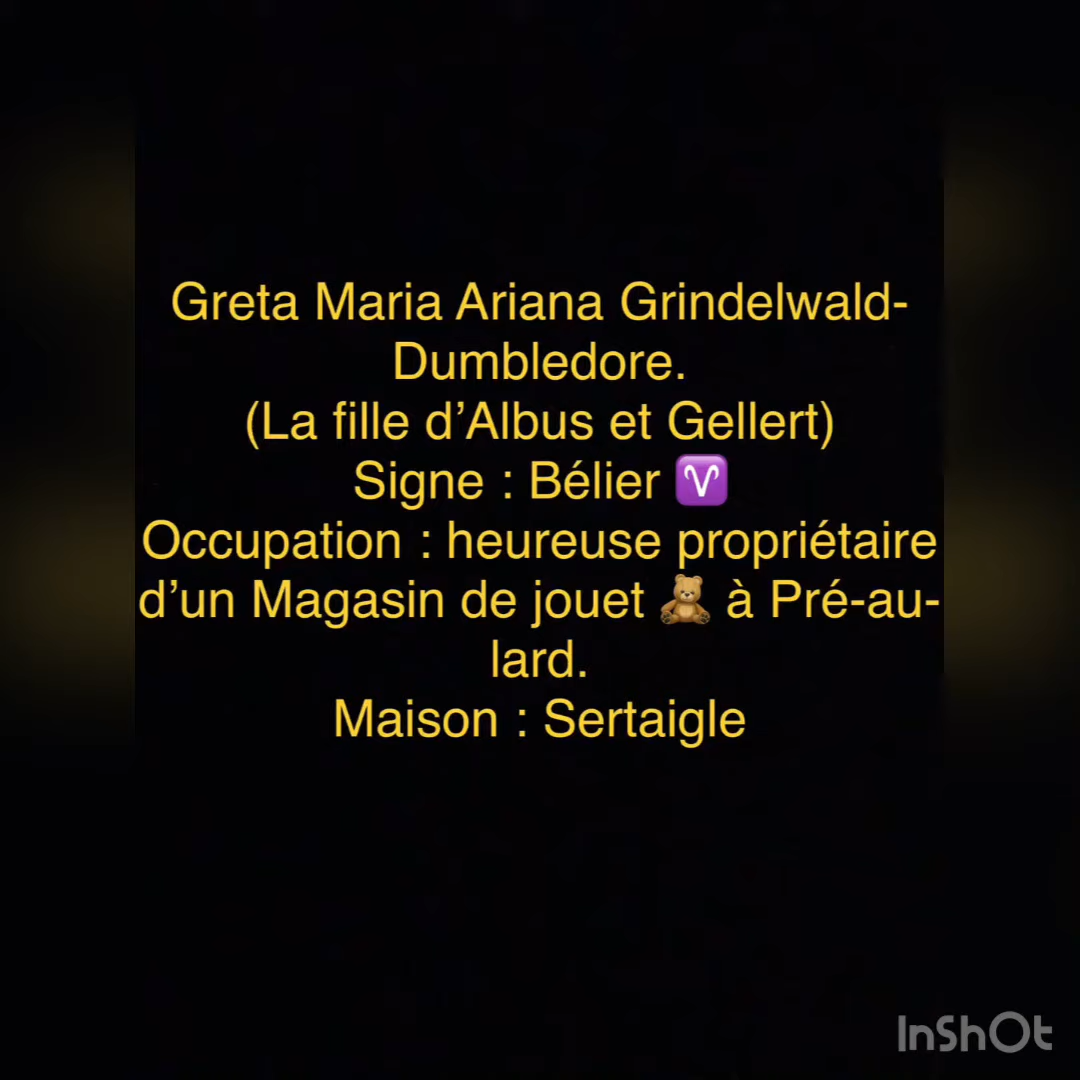 Greta Maria Ariana Grindelwald-
Dumbledore.
(La fille d’Albus et Gellert)
Signe : Bélier ♈
Occupation : heureuse propriétaire
d’un Magasin de jouet 🧸 à Pré-au-
lard.
Maison : Sertaigle
InShOt